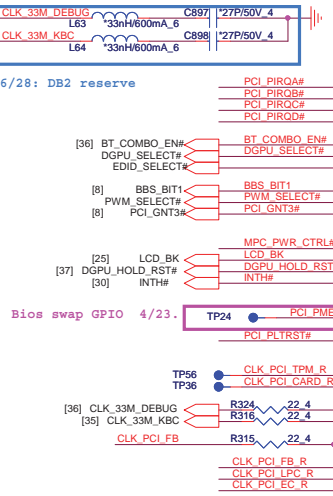 CLK_33M_DEBUG C897 *27P/50V_4
L63 *33nH/600mA_6
CLK_33M_KBC C898 *27P/50V_4
L64 *33nH/600mA_6
6/28: DB2 reserve
PCI_PIRQA#
PCI_PIRQB#
PCI_PIRQC#
PCI_PIRQD#
[36] BT_COMBO_EN# BT_COMBO_EN#
DGPU_SELECT# DGPU_SELECT#
EDID_SELECT#
[8] BBS_BIT1 BBS_BIT1
PWM_SELECT# PWM_SELECT#
[8] PCI_GNT3# PCI_GNT3#
MPC_PWR_CTRL#
[25] LCD_BK LCD_BK
[37] DGPU_HOLD_RST# DGPU_HOLD_RST
[30] INTH# INTH#
Bios swap GPIO 4/23. TP24 PCI_PME
PCI_PLTRST#
TP56 CLK_PCI_TPM_R
TP36 CLK_PCI_CARD_R
[36] CLK_33M_DEBUG R324 22_4
[35] CLK_33M_KBC R316 22_4
CLK_PCI_FB R315 22_4
CLK_PCI_FB_R
CLK_PCI_LPC_R
CLK_PCI_EC_R